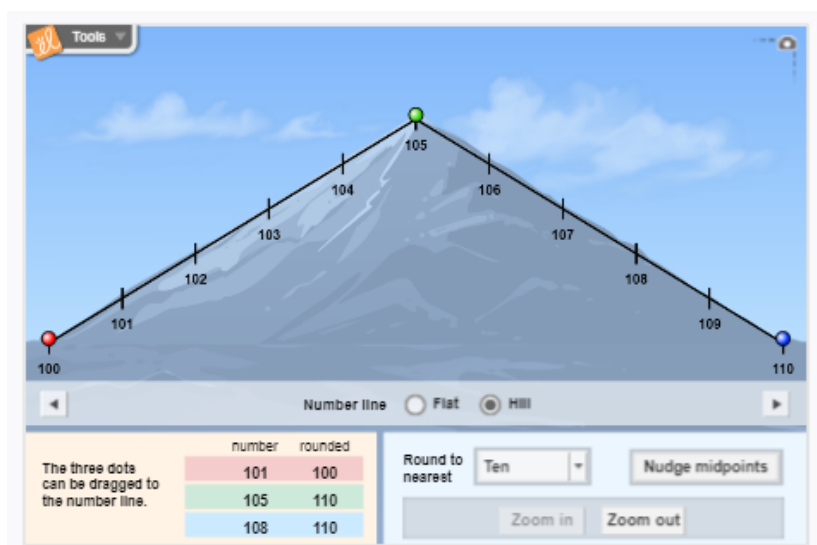 Tools
105
104
106
103
107
102
108
101
109
100
110
Number line Flat Hill
number rounded
101 100
105 110
108 110
The three dots
can be dragged to
the number line.
Round to
nearest
Ten
Nudge midpoints
Zoom in Zoom out